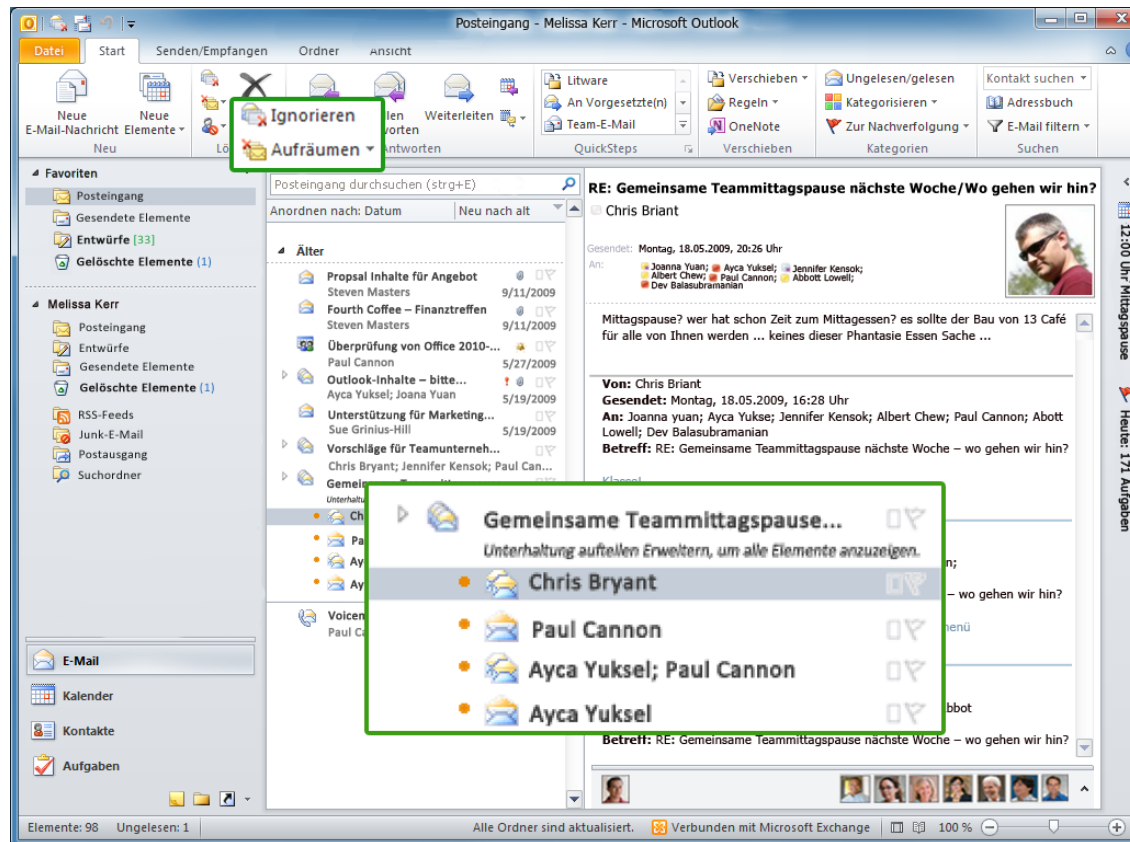 Posteingang - Melissa Kerr - Microsoft Outlook
Datei Start Senden/Empfangen Ordner Ansicht
Neue E-Mail-Nachricht
Neue Elemente
Neu
Ignorieren
Aufräumen
Weiterleiten
Antworten
Litware
An Vorgesetzte(n)
Team-E-Mail
QuickSteps
Verschieben
Regeln
OneNote
Verschieben
Ungelesen/gelesen
Kategorisieren
Zur Nachverfolgung
Kategorien
Kontakt suchen
Adressbuch
E-Mail filtern
Suchen
Favoriten
Posteingang
Gesendete Elemente
Entwürfe [33]
Gelöschte Elemente (1)
Melissa Kerr
Posteingang
Entwürfe
Gesendete Elemente
Gelöschte Elemente (1)
RSS-Feeds
Junk-E-Mail
Postausgang
Suchordner
E-Mail
Kalender
Kontakte
Aufgaben
Posteingang durchsuchen (strg+E)
Anordnen nach: Datum Neu nach alt
Älter
Propsal Inhalte für Angebot
Steven Masters 9/11/2009
Fourth Coffee – Finanztreffen
Steven Masters 9/11/2009
Überprüfung von Office 2010-...
Paul Cannon 5/27/2009
Outlook-Inhalte – bitte...
Ayca Yuksel; Joana Yuan 5/19/2009
Unterstützung für Marketing...
Sue Grinius-Hill 5/19/2009
Vorschläge für Teamunterneh...
Chris Bryant; Jennifer Kensok; Paul Can...
Gemeinsame Teammittagspause...
Unterhaltung auftellen Erweitern, um alle Elemente anzuzeigen.
Chris Bryant
Paul Cannon
Ayca Yuksel; Paul Cannon
Ayca Yuksel
RE: Gemeinsame Teammittagspause nächste Woche/Wo gehen wir hin?
Chris Briant
Gesendet: Montag, 18.05.2009, 20:26 Uhr
An: Joanna Yuan; Ayca Yuksel; Jennifer Kensok;
Albert Chew; Paul Cannon; Abbott Lowell;
Dev Balasubramanian
Mittagspause? wer hat schon Zeit zum Mittagessen? es sollte der Bau von 13 Café
für alle von Ihnen werden ... keines dieser Phantasie Essen Sache ...
Von: Chris Briant
Gesendet: Montag, 18.05.2009, 16:28 Uhr
An: Joanna yuan; Ayca Yukse; Jennifer Kensok; Albert Chew; Paul Cannon; Abott
Lowell; Dev Balasubramanian
Betreff: RE: Gemeinsame Teammittagspause nächste Woche – wo gehen wir hin?
– wo gehen wir hin?
Betreff: RE: Gemeinsame Teammittagspause nächste Woche – wo gehen wir hin?
12:00 Uhr Mittagspause
Heute: 171 Aufgaben
Elemente: 98 Ungelesen: 1 Alle Ordner sind aktualisiert. Verbunden mit Microsoft Exchange 100 %